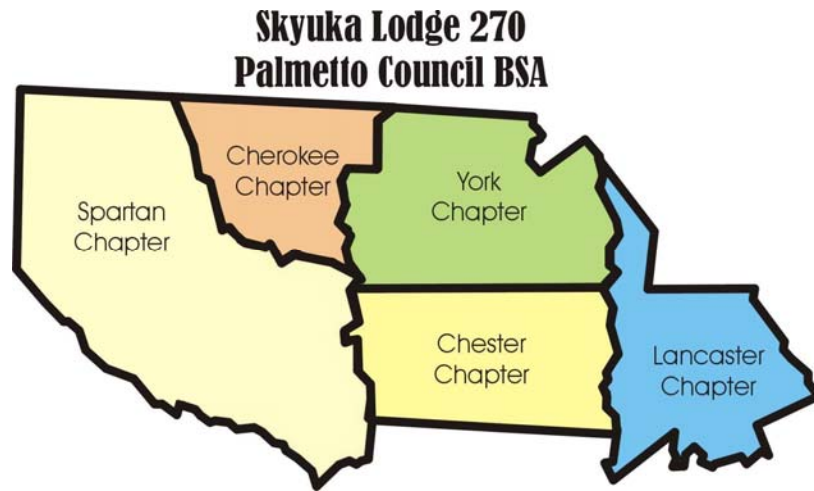 Skyuka Lodge 270
Palmetto Council BSA
Cherokee
Chapter
York
Chapter
Spartan
Chapter
Chester
Chapter
Lancaster
Chapter